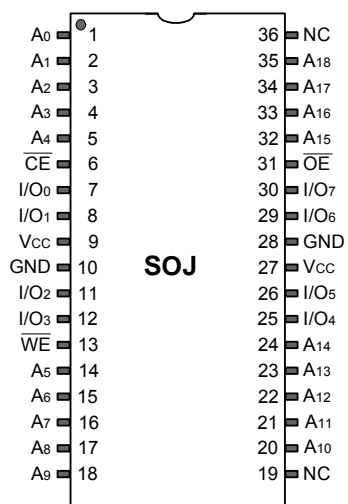 A0 1 36 NC
A1 2 35 A18
A2 3 34 A17
A3 4 33 A16
A4 5 32 A15
C̅E̅ 6 31 O̅E̅
I/O0 7 30 I/O7
I/O1 8 29 I/O6
VCC 9 28 GND
GND 10 SOJ 27 VCC
I/O2 11 26 I/O5
I/O3 12 25 I/O4
W̅E̅ 13 24 A14
A5 14 23 A13
A6 15 22 A12
A7 16 21 A11
A8 17 20 A10
A9 18 19 NC